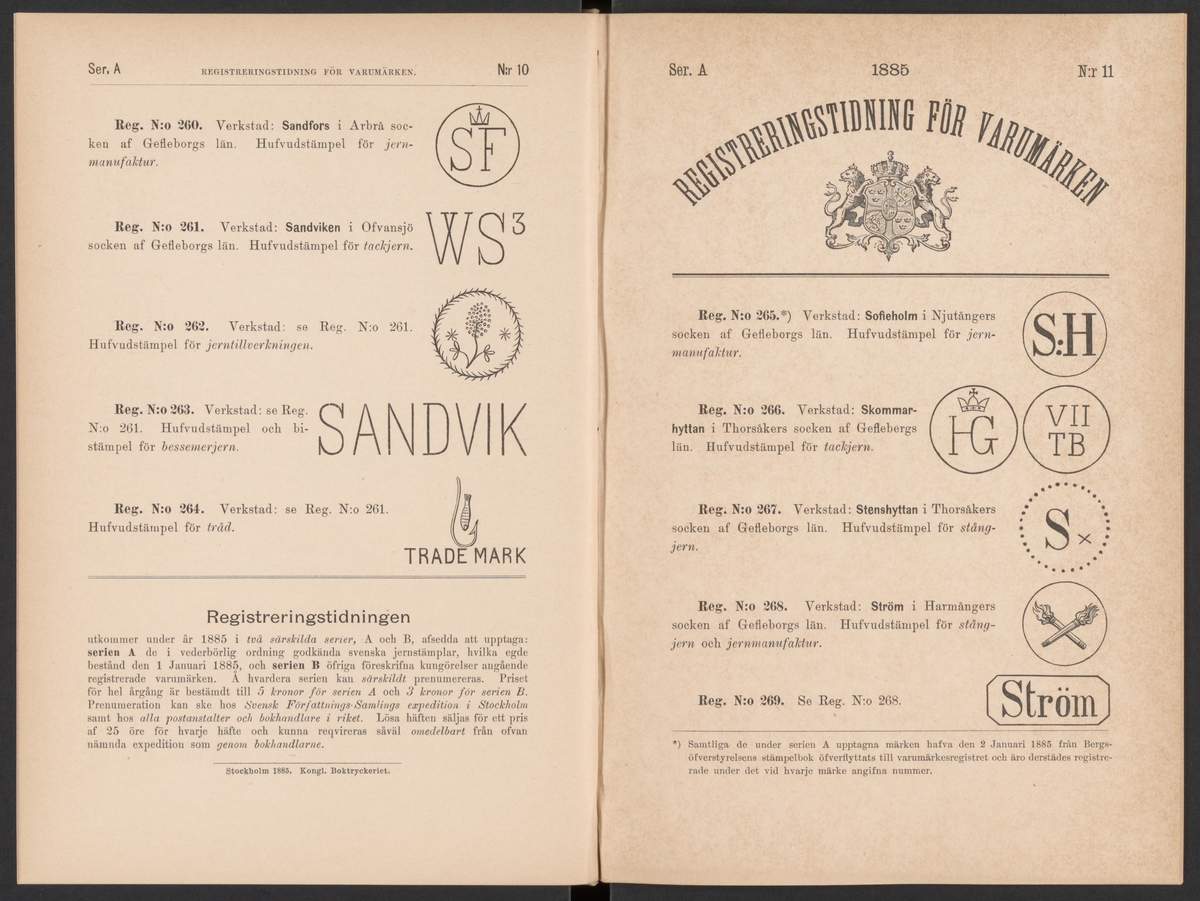 Ser. A REGISTRERINGSTIDNING FÖR VARUMÄRKEN. N:r 10
Reg. N:o 260. Verkstad: Sandfors i Arbrå soc-
ken af Gefleborgs län. Hufvudstämpel för jern-
manufaktur.
SF
Reg. N:o 261. Verkstad: Sandviken i Ofvansjö
socken af Gefleborgs län. Hufvudstämpel för tackjern.
WS3
Reg. N:o 262. Verkstad: se Reg. N:o 261.
Hufvudstämpel för jerntillverkningen.
Reg. N:o 263. Verkstad: se Reg.
N:o 261. Hufvudstämpel och bi-
stämpel för bessemerjern.
SANDVIK
Reg. N:o 264. Verkstad: se Reg. N:o 261.
Hufvudstämpel för tråd.
TRADE MARK
Registreringstidningen
utkommer under år 1885 i två särskilda serier, A och B, afsedda att upptaga:
serien A de i vederbörlig ordning godkända svenska jernstämplar, hvilka egde
bestånd den 1 Januari 1885, och serien B öfriga föreskrifna kungörelser angående
registrerade varumärken. Å hvardera serien kan särskildt prenumereras. Priset
för hel årgång är bestämdt till 5 kronor för serien A och 3 kronor för serien B.
Prenumeration kan ske hos Svensk Författnings-Samlings expedition i Stockholm
samt hos alla postanstalter och bokhandlare i riket. Lösa häften säljas för ett pris
af 25 öre för hvarje häfte och kunna reqvireras såväl omedelbart från ofvan
nämnda expedition som genom bokhandlarne.
Stockholm 1885. Kongl. Boktryckeriet.
Ser. A 1885 N:r 11
REGISTRERINGSTIDNING FÖR VARUMÄRKEN
Reg. N:o 265.*) Verkstad: Sofieholm i Njutångers
socken af Gefleborgs län. Hufvudstämpel för jern-
manufaktur.
S:H
Reg. N:o 266. Verkstad: Skommar-
hyttan i Thorsåkers socken af Geflebergs
län. Hufvudstämpel för tackjern.
HG
VII
TB
Reg. N:o 267. Verkstad: Stenshyttan i Thorsåkers
socken af Gefleborgs län. Hufvudstämpel för stång-
jern.
S×
Reg. N:o 268. Verkstad: Ström i Harmångers
socken af Gefleborgs län. Hufvudstämpel för stång-
jern och jernmanufaktur.
Reg. N:o 269. Se Reg. N:o 268.
Ström
*) Samtliga de under serien A upptagna märken hafva den 2 Januari 1885 från Bergs-
öfverstyrelsens stämpelbok öfverflyttats till varumärkesregistret och äro derstädes registre-
rade under det vid hvarje märke angifna nummer.